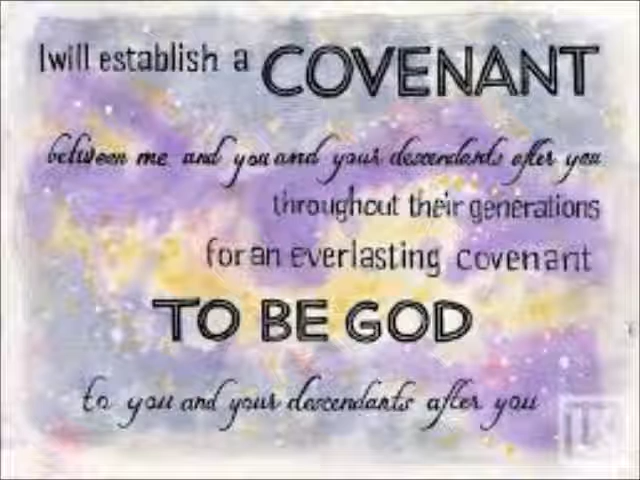 I will establish a COVENANT
between me and you and your descendants after you
throughout their generations
for an everlasting covenant
TO BE GOD
to you and your descendants after you